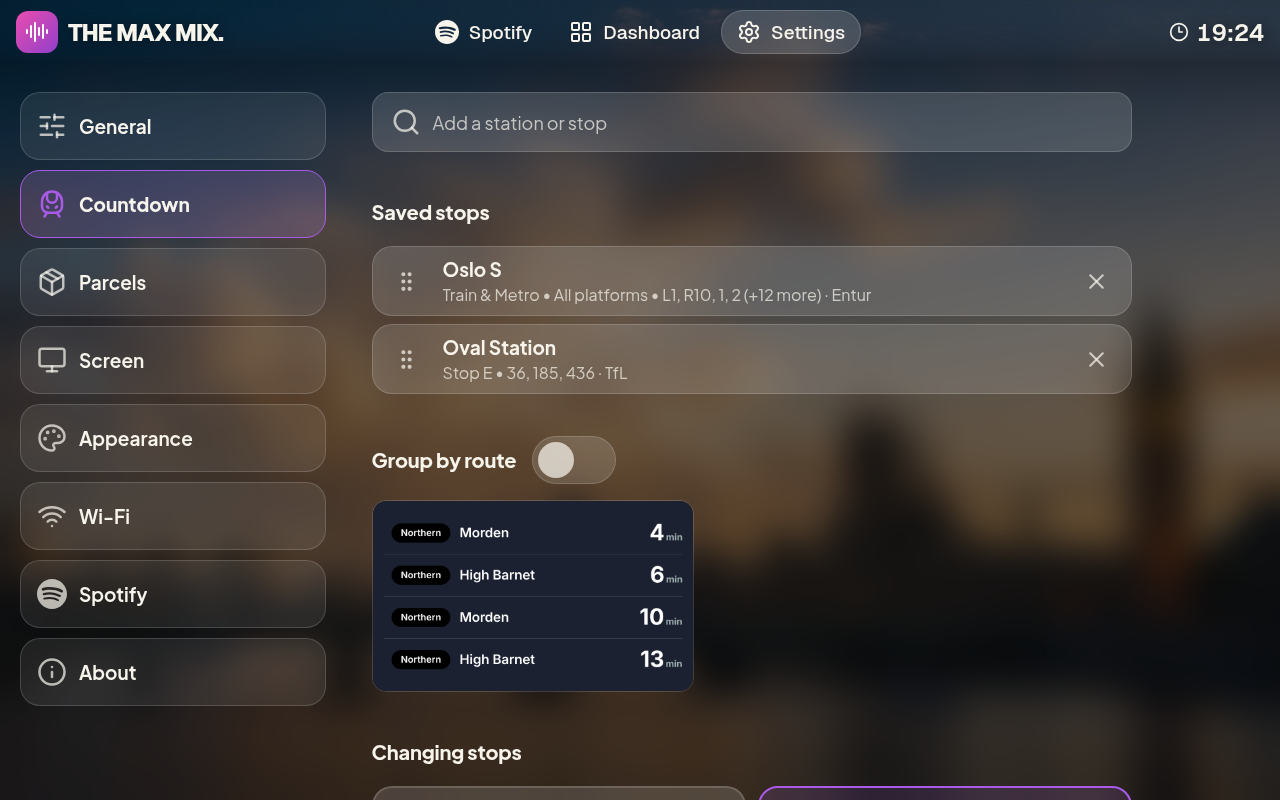 THE MAX MIX.
Spotify
Dashboard
Settings
19:24
General
Countdown
Parcels
Screen
Appearance
Wi-Fi
Spotify
About
Add a station or stop
Saved stops
Oslo S
Train & Metro • All platforms • L1, R10, 1, 2 (+12 more) · Entur
Oval Station
Stop E • 36, 185, 436 · TfL
Group by route
Northern Morden 4 min
Northern High Barnet 6 min
Northern Morden 10 min
Northern High Barnet 13 min
Changing stops